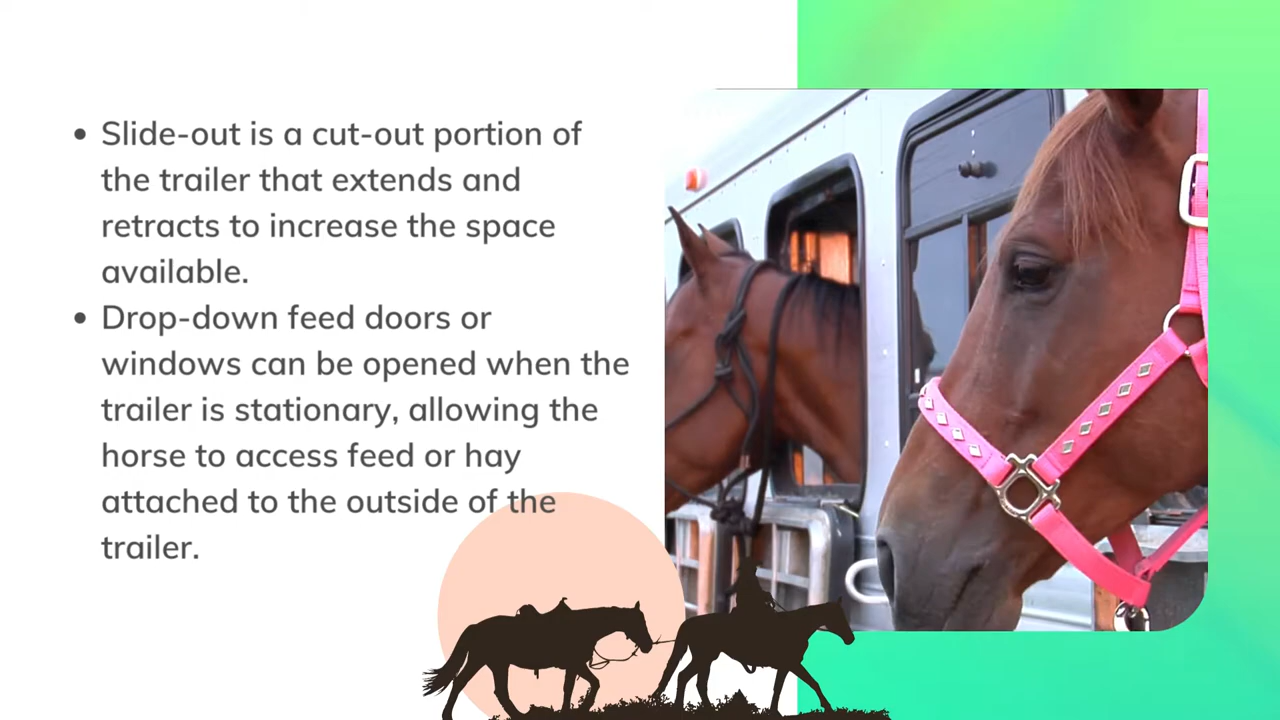 • Slide-out is a cut-out portion of
the trailer that extends and
retracts to increase the space
available.
• Drop-down feed doors or
windows can be opened when the
trailer is stationary, allowing the
horse to access feed or hay
attached to the outside of the
trailer.